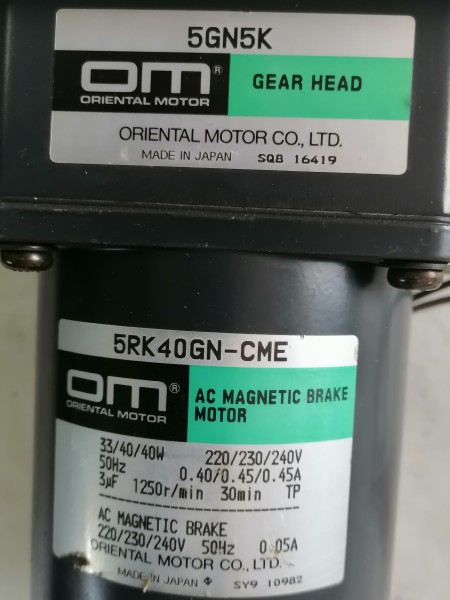 5GN5K
om®
ORIENTAL MOTOR
GEAR HEAD
ORIENTAL MOTOR CO., LTD.
MADE IN JAPAN SQ8 16419
5RK40GN-CME
om®
ORIENTAL MOTOR
AC MAGNETIC BRAKE
MOTOR
33/40/40W 220/230/240V
50Hz 0.40/0.45/0.45A
3μF 1250r/min 30min TP
AC MAGNETIC BRAKE
220/230/240V 50Hz 0.05A
ORIENTAL MOTOR CO., LTD.
MADE IN JAPAN SY9 10982